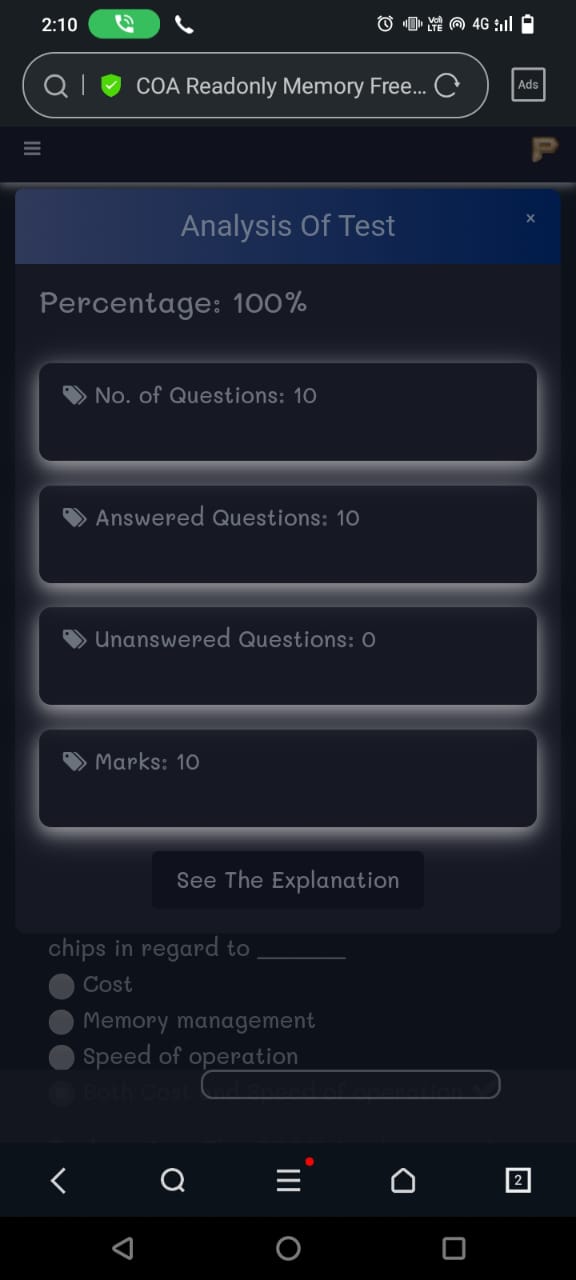 2:10
Vo)
LTE
4G
COA Readonly Memory Free...
Ads
P
Analysis Of Test
×
Percentage: 100%
No. of Questions: 10
Answered Questions: 10
Unanswered Questions: 0
Marks: 10
See The Explanation
chips in regard to _______
Cost
Memory management
Speed of operation
Both Cost and Speed of operation
2